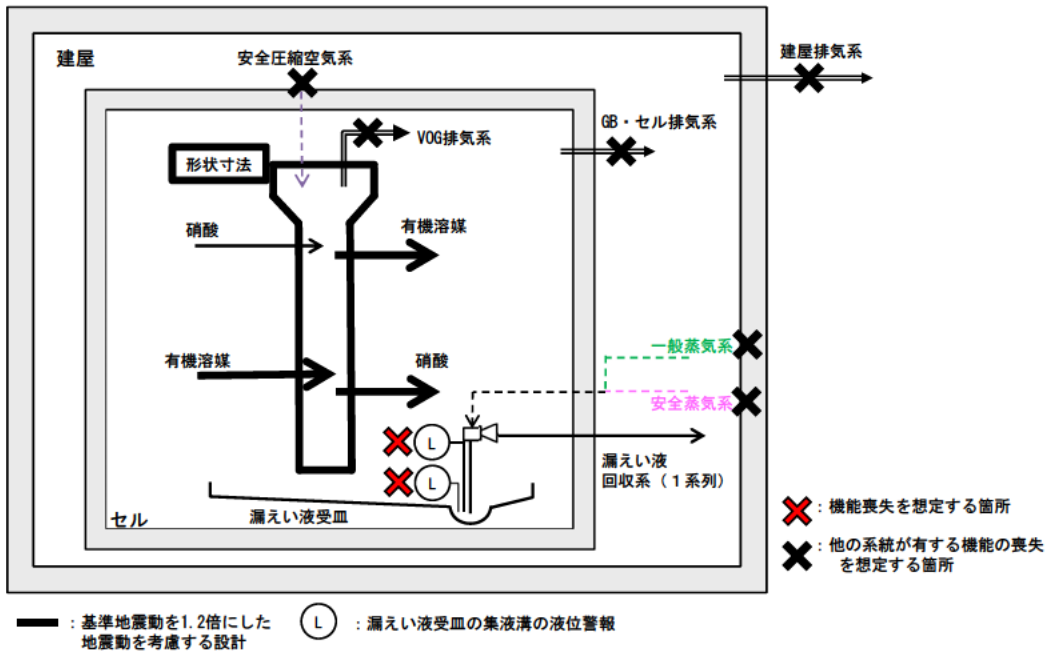 建屋
安全圧縮空気系
建屋排気系
VOG排気系
GB・セル排気系
形状寸法
硝酸
有機溶媒
有機溶媒
硝酸
一般蒸気系
安全蒸気系
L
L
漏えい液
回収系（１系列）
漏えい液受皿
セル
：機能喪失を想定する箇所
：他の系統が有する機能の喪失
を想定する箇所
：基準地震動を1.2倍にした
地震動を考慮する設計
L
：漏えい液受皿の集液溝の液位警報